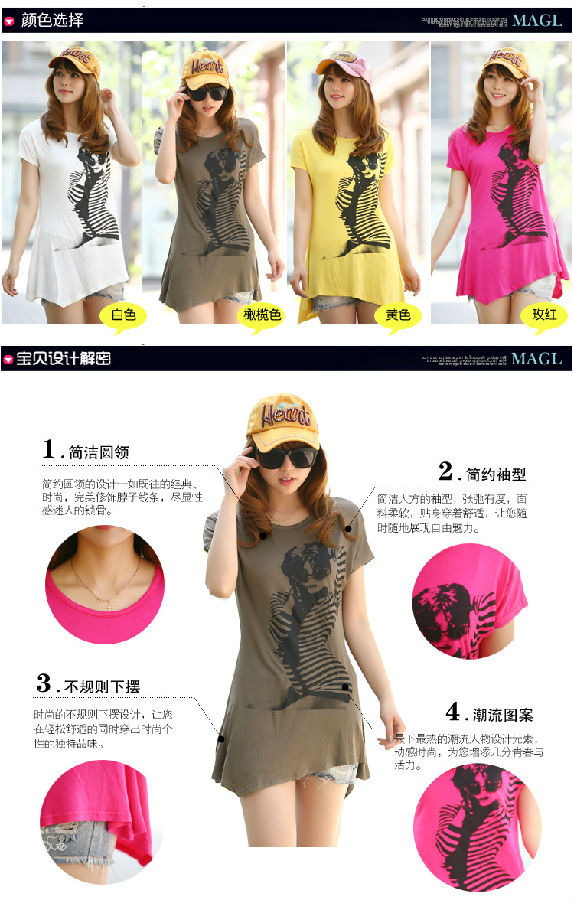 颜色选择
MAGL
Heart
白色
橄榄色
黄色
玫红
宝贝设计解密
MAGL
Heart
1.简洁圆领
简约圆领的设计一如既往的经典、
时尚，完美修饰脖子线条，尽显性
感迷人的锁骨。
2.简约袖型
简洁大方的袖型，张弛有度，面
料柔软，贴身穿着舒适，让您随
时随地展现自由魅力。
3.不规则下摆
时尚的不规则下摆设计，让您
在轻松舒适的同时穿出时尚个
性的独特品味。
4.潮流图案
最下最热的潮流人物设计元素，
动感时尚，为您增添几分青春与
活力。